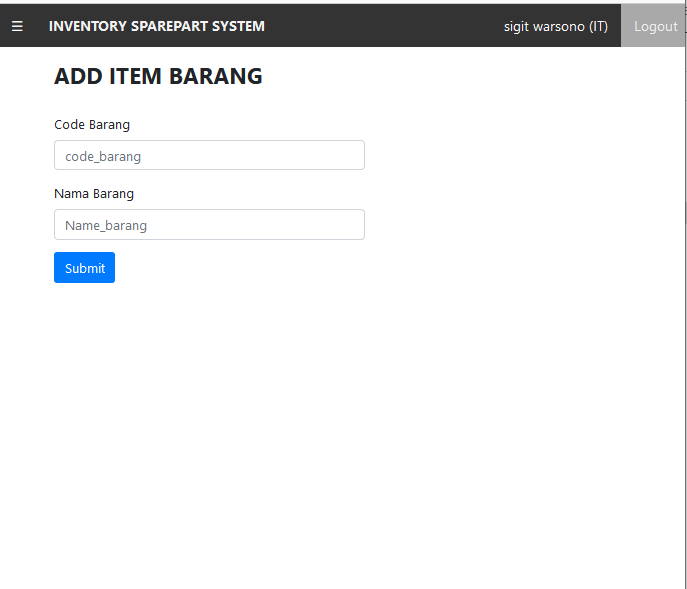 ☰ INVENTORY SPAREPART SYSTEM sigit warsono (IT) Logout
ADD ITEM BARANG
Code Barang
code_barang
Nama Barang
Name_barang
Submit